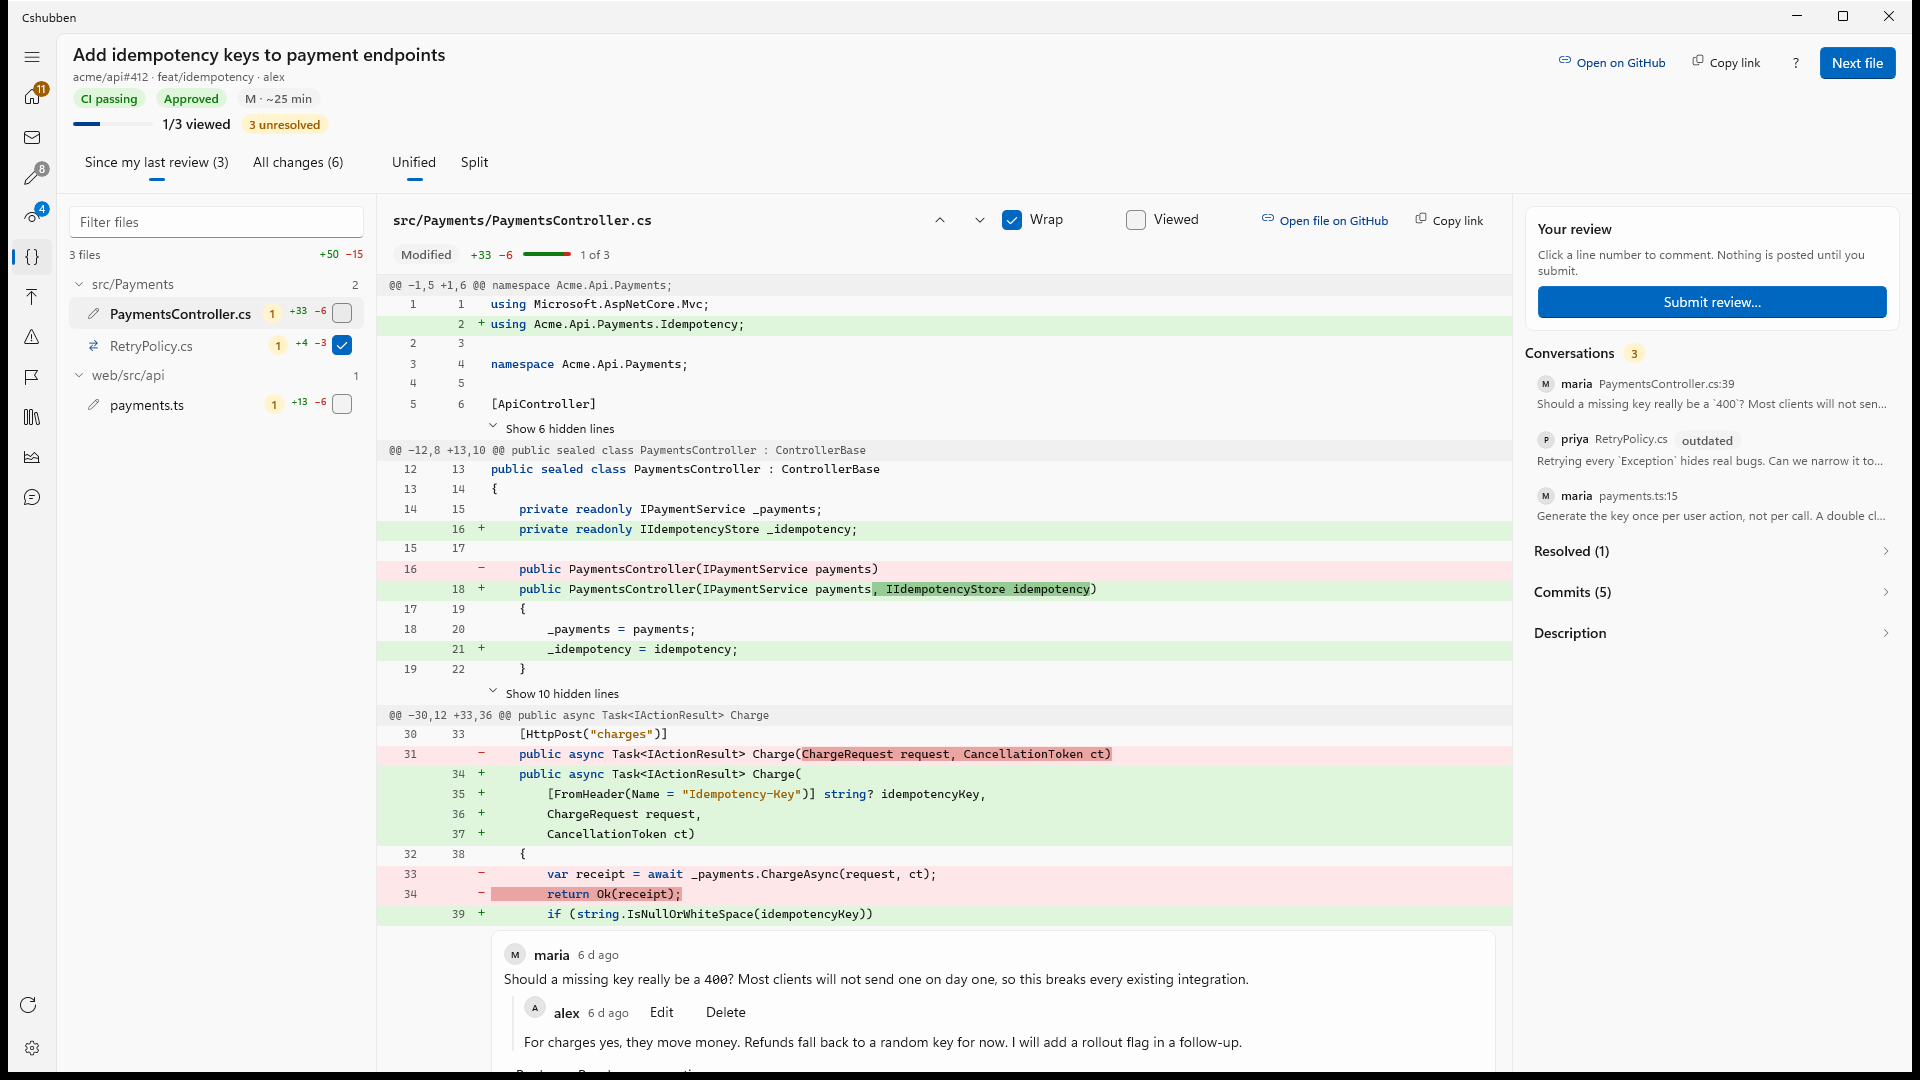 Cshubben
Add idempotency keys to payment endpoints
acme/api#412 · feat/idempotency · alex
CI passing Approved M · ~25 min
1/3 viewed 3 unresolved
Open on GitHub Copy link ? Next file
Since my last review (3) All changes (6) Unified Split
11
8
4
Filter files
3 files +50 −15
src/Payments 2
PaymentsController.cs 1 +33 −6
RetryPolicy.cs 1 +4 −3
web/src/api 1
payments.ts 1 +13 −6
src/Payments/PaymentsController.cs Wrap Viewed Open file on GitHub Copy link
Modified +33 −6 1 of 3
@@ −1,5 +1,6 @@ namespace Acme.Api.Payments;
1 1 using Microsoft.AspNetCore.Mvc;
2 + using Acme.Api.Payments.Idempotency;
2 3
3 4 namespace Acme.Api.Payments;
4 5
5 6 [ApiController]
Show 6 hidden lines
@@ −12,8 +13,10 @@ public sealed class PaymentsController : ControllerBase
12 13 public sealed class PaymentsController : ControllerBase
13 14 {
14 15 private readonly IPaymentService _payments;
16 + private readonly IIdempotencyStore _idempotency;
15 17
16 − public PaymentsController(IPaymentService payments)
18 + public PaymentsController(IPaymentService payments, IIdempotencyStore idempotency)
17 19 {
18 20 _payments = payments;
21 + _idempotency = idempotency;
19 22 }
Show 10 hidden lines
@@ −30,12 +33,36 @@ public async Task<IActionResult> Charge
30 33 [HttpPost("charges")]
31 − public async Task<IActionResult> Charge(ChargeRequest request, CancellationToken ct)
34 + public async Task<IActionResult> Charge(
35 + [FromHeader(Name = "Idempotency-Key")] string? idempotencyKey,
36 + ChargeRequest request,
37 + CancellationToken ct)
32 38 {
33 − var receipt = await _payments.ChargeAsync(request, ct);
34 − return Ok(receipt);
39 + if (string.IsNullOrWhiteSpace(idempotencyKey))
M maria 6 d ago
Should a missing key really be a 400? Most clients will not send one on day one, so this breaks every existing integration.
A alex 6 d ago Edit Delete
For charges yes, they move money. Refunds fall back to a random key for now. I will add a rollout flag in a follow-up.
Your review
Click a line number to comment. Nothing is posted until you
submit.
Submit review...
Conversations 3
M maria PaymentsController.cs:39
Should a missing key really be a `400`? Most clients will not sen...
P priya RetryPolicy.cs outdated
Retrying every `Exception` hides real bugs. Can we narrow it to...
M maria payments.ts:15
Generate the key once per user action, not per call. A double cl...
Resolved (1)
Commits (5)
Description